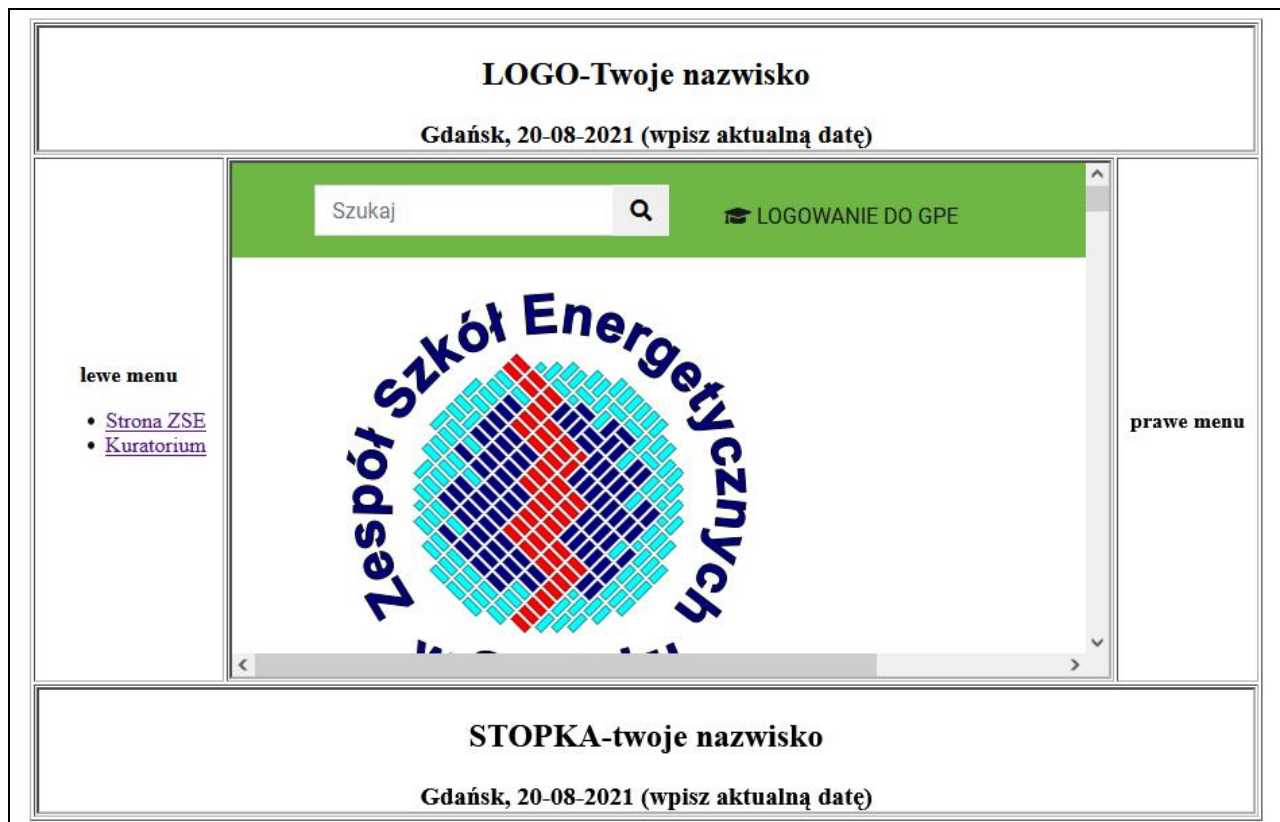 LOGO-Twoje nazwisko
Gdańsk, 20-08-2021 (wpisz aktualną datę)
Szukaj
LOGOWANIE DO GPE
Zespół Szkół Energetycznych
lewe menu
Strona ZSE
Kuratorium
prawe menu
STOPKA-twoje nazwisko
Gdańsk, 20-08-2021 (wpisz aktualną datę)